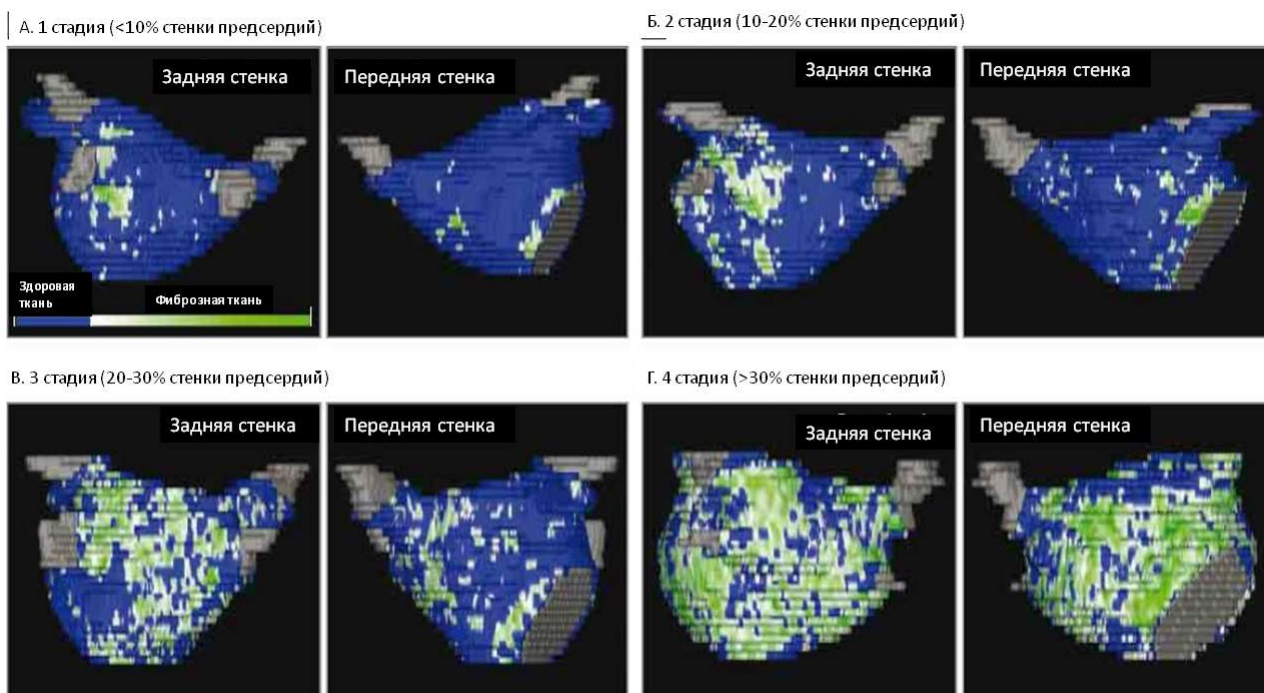 А. 1 стадия (<10% стенки предсердий)
Задняя стенка
Передняя стенка
Здоровая
ткань
Фиброзная ткань
Б. 2 стадия (10-20% стенки предсердий)
Задняя стенка
Передняя стенка
В. 3 стадия (20-30% стенки предсердий)
Задняя стенка
Передняя стенка
Г. 4 стадия (>30% стенки предсердий)
Задняя стенка
Передняя стенка